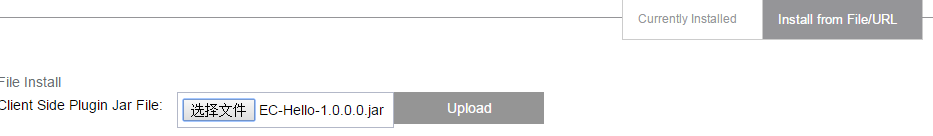 Currently Installed
Install from File/URL
File Install
Client Side Plugin Jar File:
选择文件 EC-Hello-1.0.0.0.jar
Upload